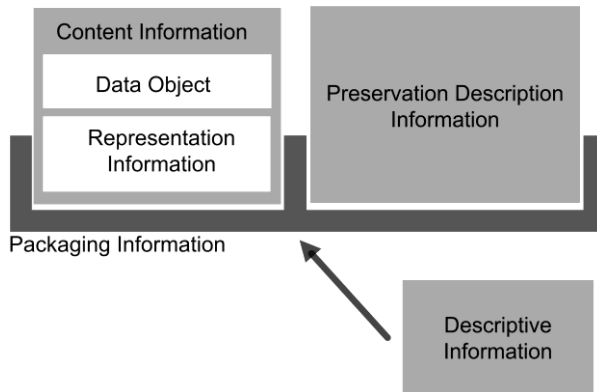 Content Information
Data Object
Representation
Information
Preservation Description
Information
Packaging Information
Descriptive
Information